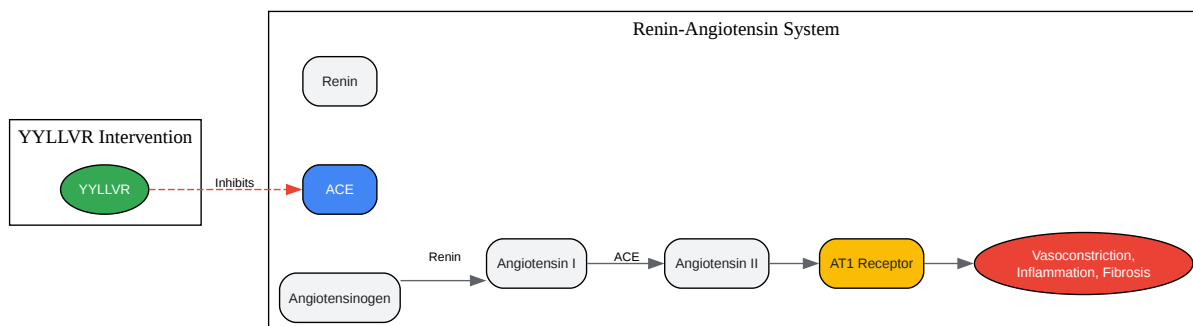 Renin-Angiotensin System
Renin
YYLLVR Intervention
YYLLVR
Inhibits
ACE
Angiotensinogen
Renin
Angiotensin I
ACE
Angiotensin II
AT1 Receptor
Vasoconstriction,
Inflammation, Fibrosis